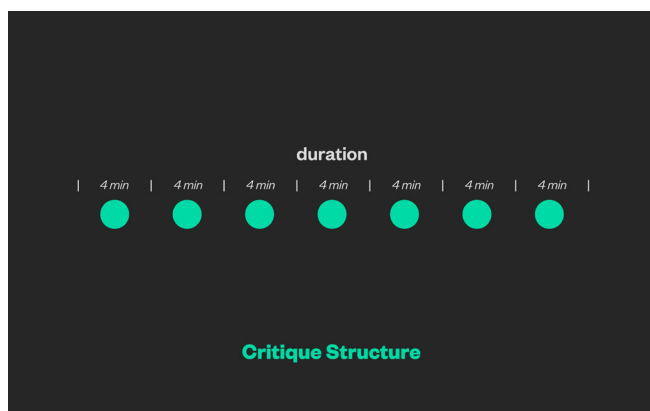 duration
| 4 min | 4 min | 4 min | 4 min | 4 min | 4 min | 4 min |
Critique Structure